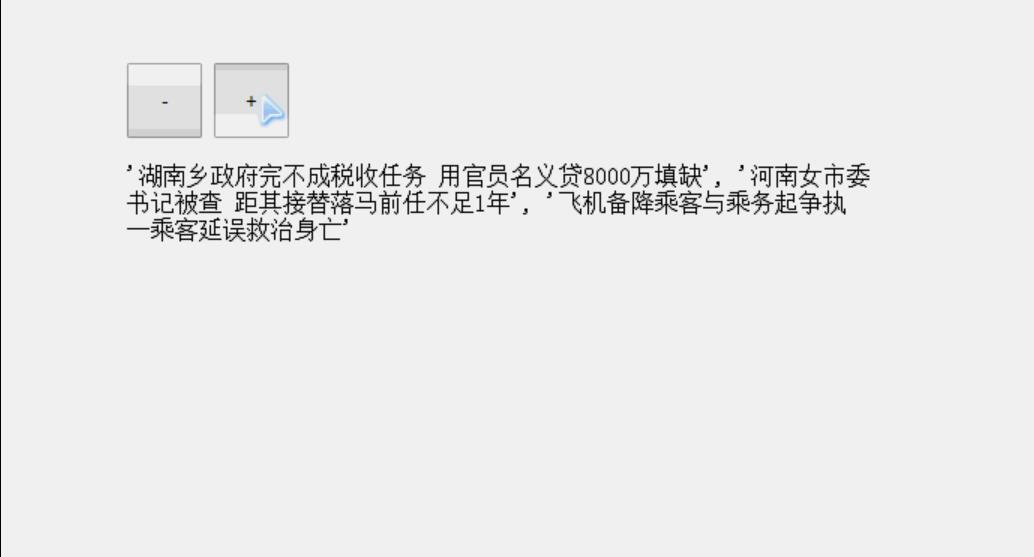 - +
'湖南乡政府完不成税收任务 用官员名义贷8000万填缺', '河南女市委
书记被查 距其接替落马前任不足1年', '飞机备降乘客与乘务起争执
一乘客延误救治身亡'